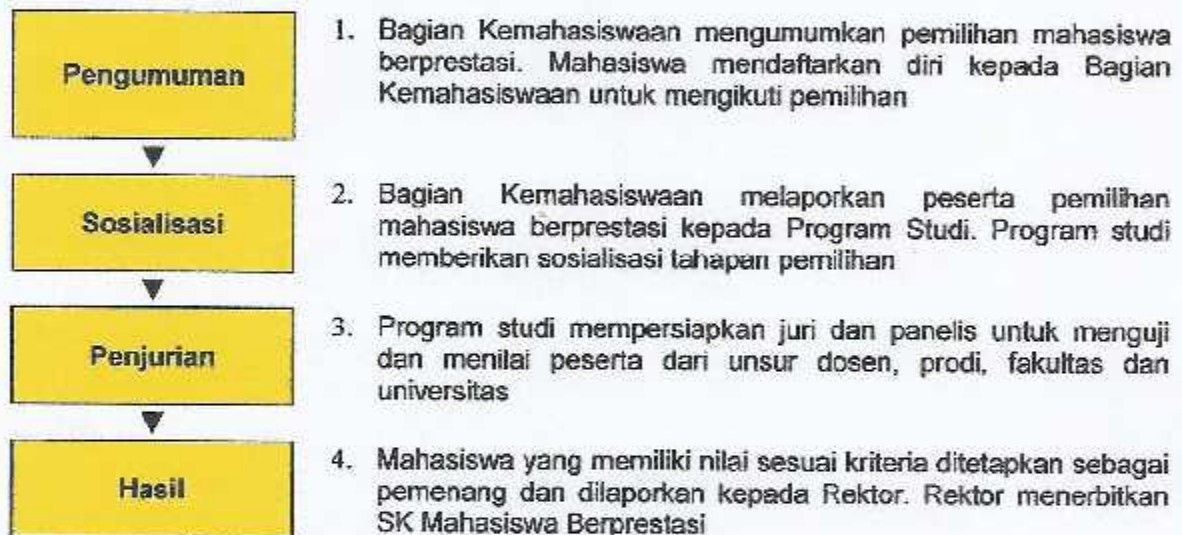 Pengumuman
1. Bagian Kemahasiswaan mengumumkan pemilihan mahasiswa
berprestasi. Mahasiswa mendaftarkan diri kepada Bagian
Kemahasiswaan untuk mengikuti pemilihan
Sosialisasi
2. Bagian Kemahasiswaan melaporkan peserta pemilihan
mahasiswa berprestasi kepada Program Studi. Program studi
memberikan sosialisasi tahapan pemilihan
Penjurian
3. Program studi mempersiapkan juri dan panelis untuk menguji
dan menilai peserta dari unsur dosen, prodi, fakultas dan
universitas
Hasil
4. Mahasiswa yang memiliki nilai sesuai kriteria ditetapkan sebagai
pemenang dan dilaporkan kepada Rektor. Rektor menerbitkan
SK Mahasiswa Berprestasi